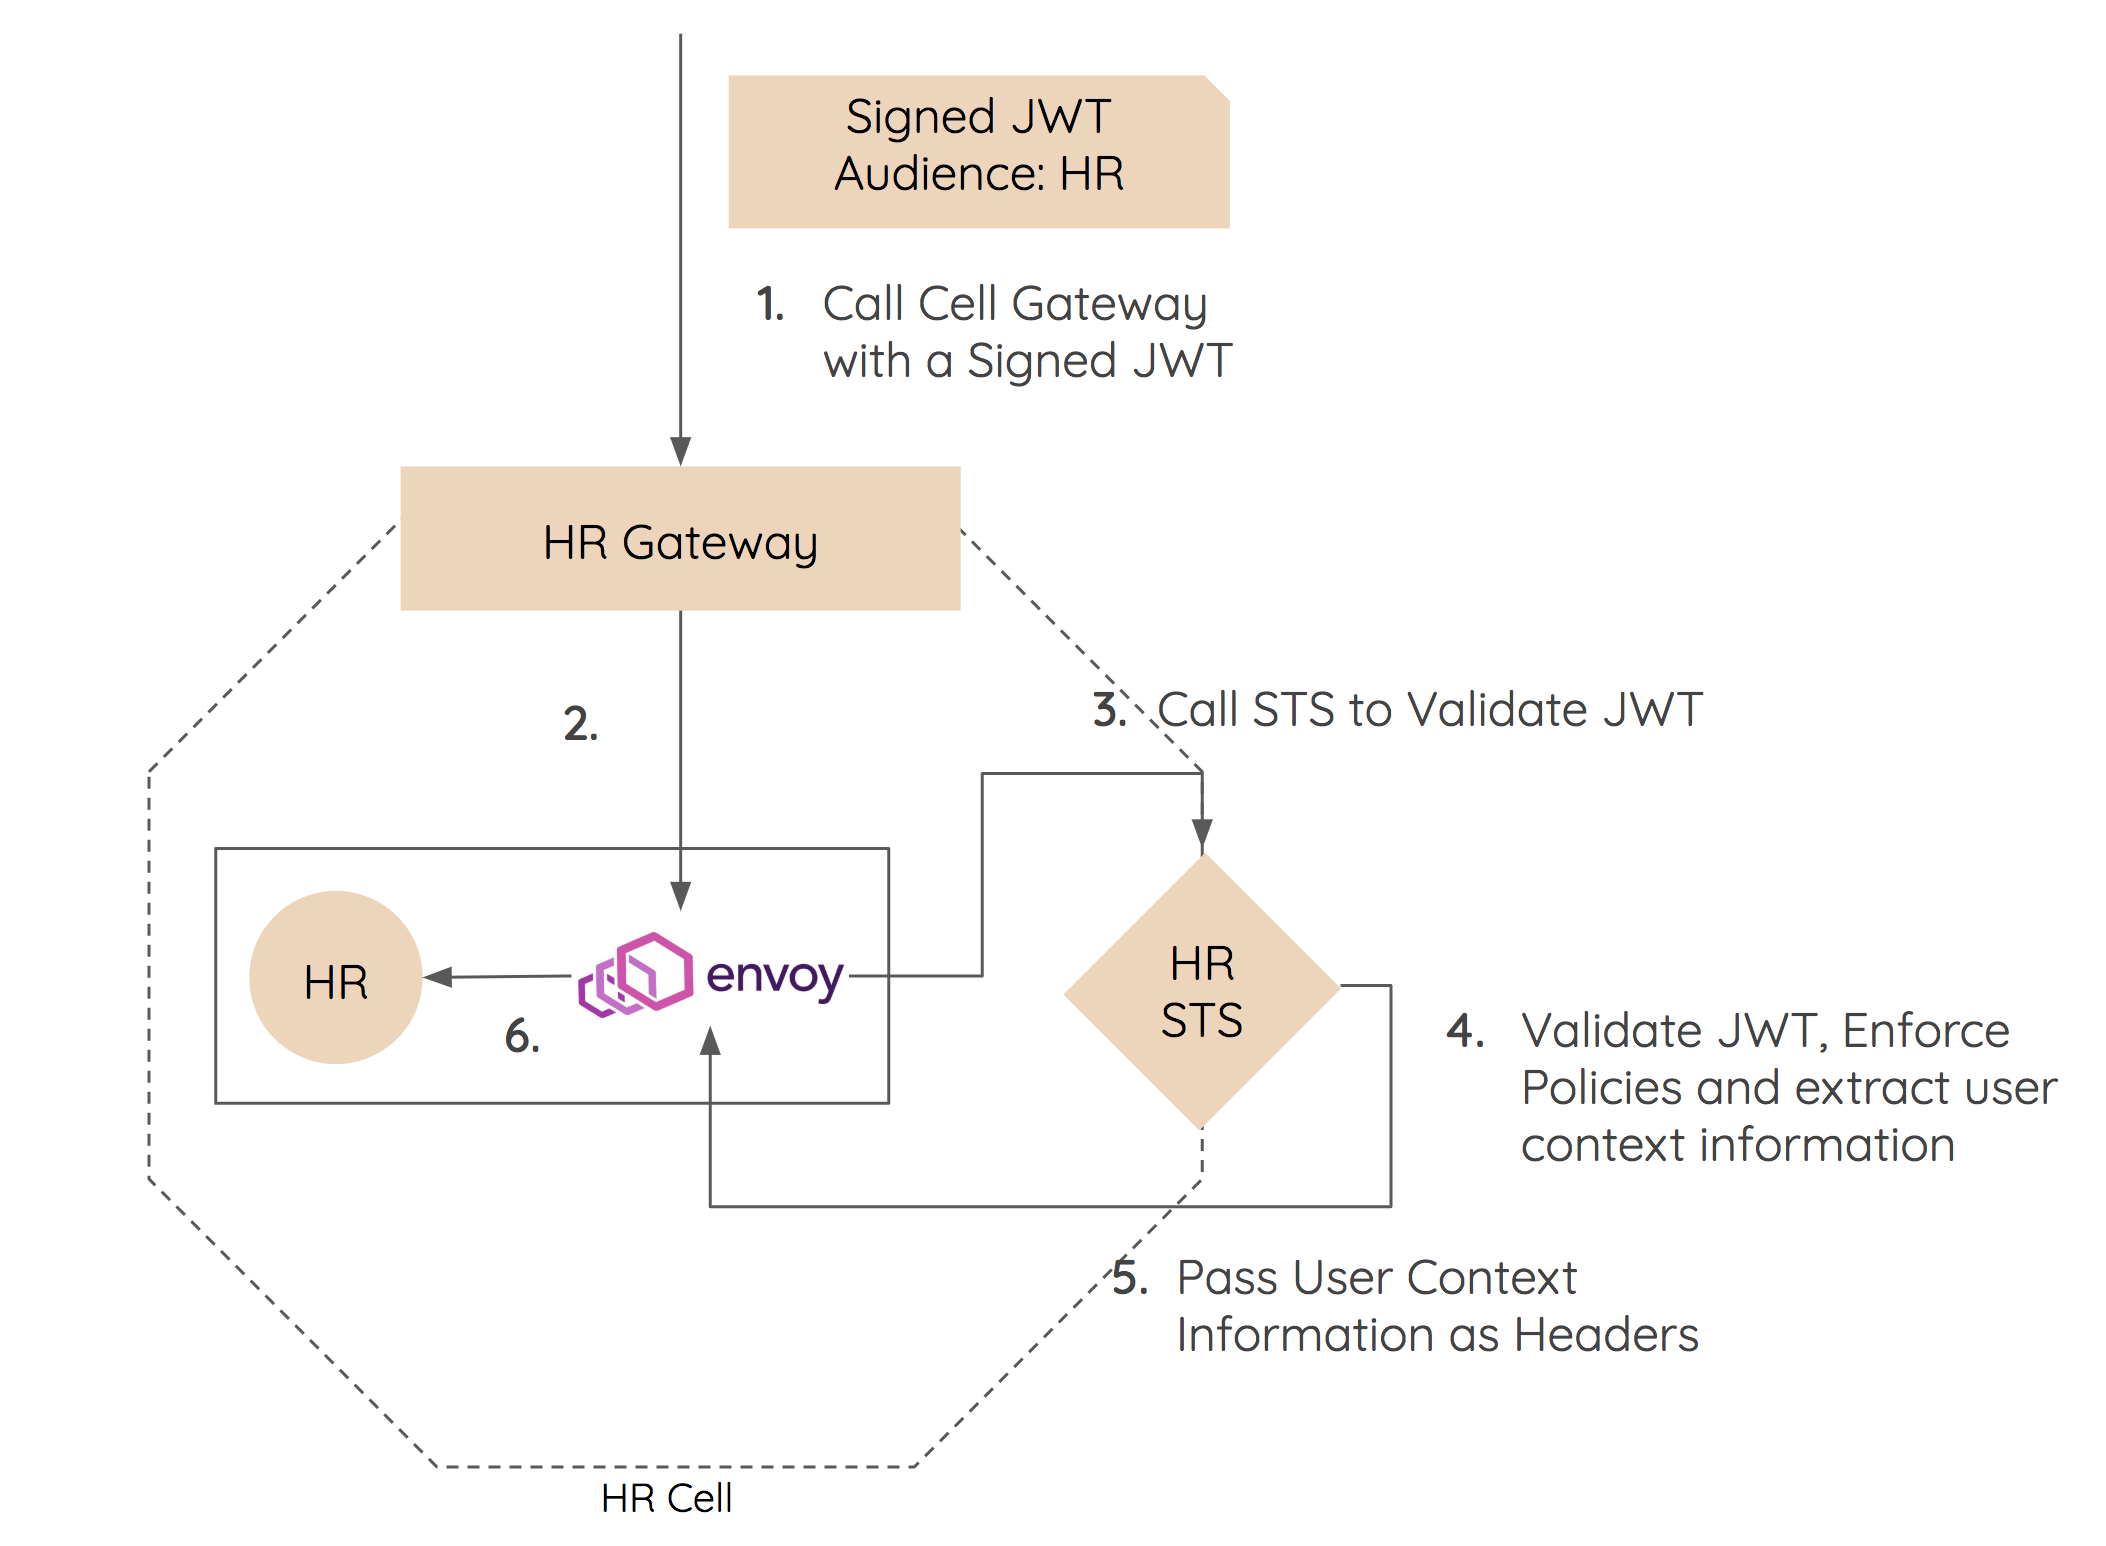 Signed JWT
Audience: HR
1. Call Cell Gateway
with a Signed JWT
HR Gateway
2.
3. Call STS to Validate JWT
HR
envoy
6.
HR
STS
4. Validate JWT, Enforce
Policies and extract user
context information
5. Pass User Context
Information as Headers
HR Cell